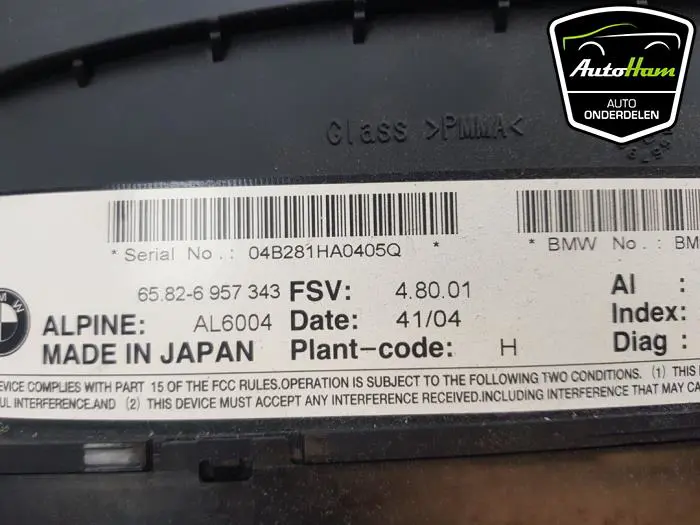 AutoHam
AUTO
ONDERDELEN
Glass >PMMA<
* Serial No.: 04B281HA0405Q *
* BMW No.: BM
65.82-6 957 343 FSV: 4.80.01
AI :
ALPINE: AL6004 Date: 41/04
Index:
MADE IN JAPAN Plant-code: H
Diag :
EVICE COMPLIES WITH PART 15 OF THE FCC RULES.OPERATION IS SUBJECT TO THE FOLLOWING TWO CONDITIONS. (1) THIS
UL INTERFERENCE.AND (2) THIS DEVICE MUST ACCEPT ANY INTERFERENCE RECEIVED.INCLUDING INTERFERENCE THAT MAY CA